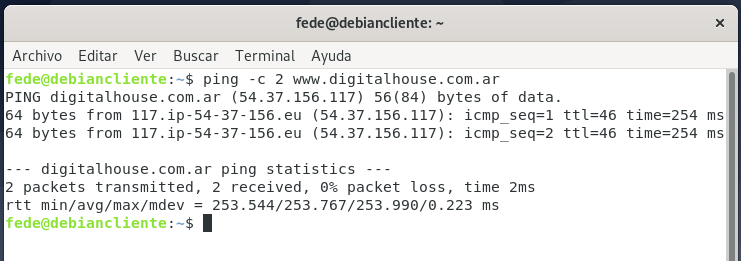 fede@debiancliente: ~
×
Archivo Editar Ver Buscar Terminal Ayuda
fede@debiancliente:~$ ping -c 2 www.digitalhouse.com.ar
PING digitalhouse.com.ar (54.37.156.117) 56(84) bytes of data.
64 bytes from 117.ip-54-37-156.eu (54.37.156.117): icmp_seq=1 ttl=46 time=254 ms
64 bytes from 117.ip-54-37-156.eu (54.37.156.117): icmp_seq=2 ttl=46 time=254 ms
--- digitalhouse.com.ar ping statistics ---
2 packets transmitted, 2 received, 0% packet loss, time 2ms
rtt min/avg/max/mdev = 253.544/253.767/253.990/0.223 ms
fede@debiancliente:~$